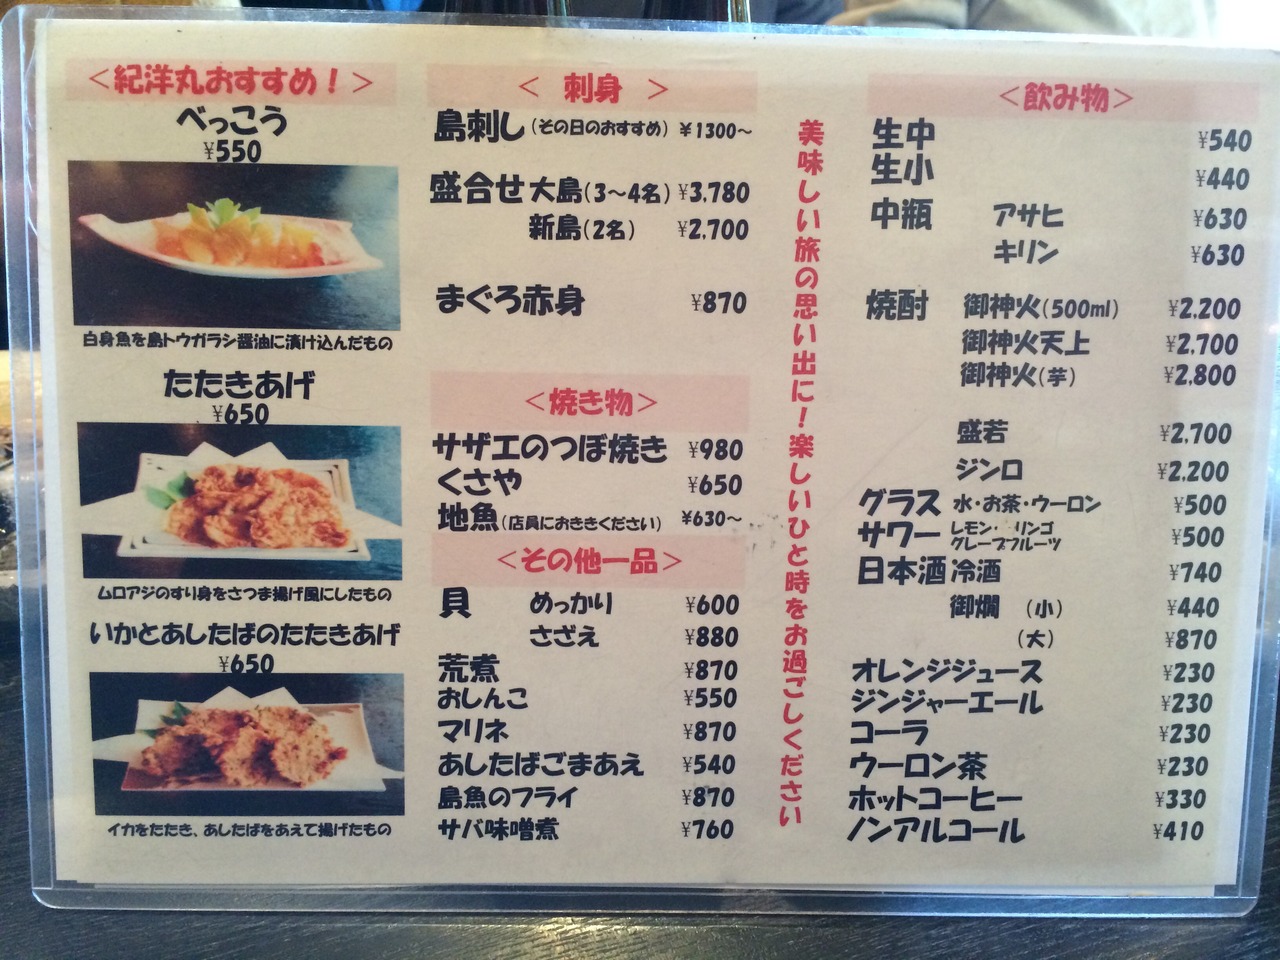 ＜紀洋丸おすすめ！＞
べっこう
¥550
白身魚を島トウガラシ醤油に漬け込んだもの
たたきあげ
¥650
ムロアジのすり身をさつま揚げ風にしたもの
いかとあしたばのたたきあげ
¥650
イカをたたき、あしたばをあえて揚げたもの
＜ 刺身 ＞
島刺し(その日のおすすめ) ¥1300～
盛合せ 大島(3～4名) ¥3,780
新島(2名) ¥2,700
まぐろ赤身 ¥870
＜焼き物＞
サザエのつぼ焼き ¥980
くさや ¥650
地魚(店員におききください) ¥630～
＜その他一品＞
貝 めっかり ¥600
さざえ ¥880
荒煮 ¥870
おしんこ ¥550
マリネ ¥870
あしたばごまあえ ¥540
島魚のフライ ¥870
サバ味噌煮 ¥760
美味しい旅の思い出に！楽しいひと時をお過ごしください
＜飲み物＞
生中 ¥540
生小 ¥440
中瓶 アサヒ ¥630
キリン ¥630
焼酎 御神火(500ml) ¥2,200
御神火天上 ¥2,700
御神火(芋) ¥2,800
盛若 ¥2,700
ジンロ ¥2,200
グラス 水・お茶・ウーロン ¥500
サワー レモン・ リンゴ グレープフルーツ ¥500
日本酒 冷酒 ¥740
御燗 (小) ¥440
(大) ¥870
オレンジジュース ¥230
ジンジャーエール ¥230
コーラ ¥230
ウーロン茶 ¥230
ホットコーヒー ¥330
ノンアルコール ¥410